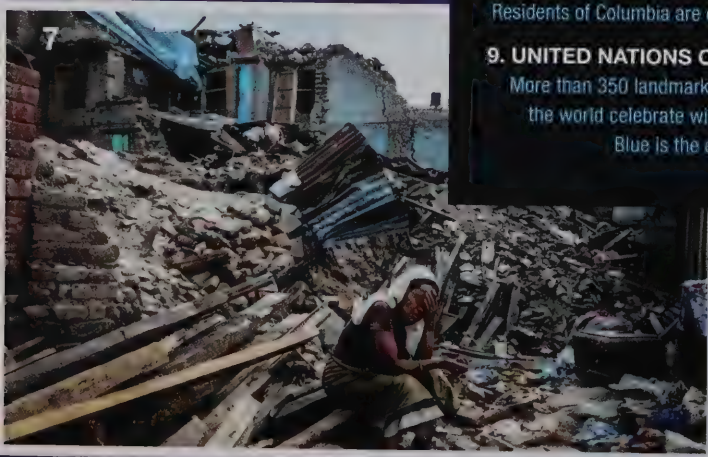 7
Residents of Columbia are
9. UNITED NATIONS
More than 350 landmark
the world celebrate wi
Blue is the